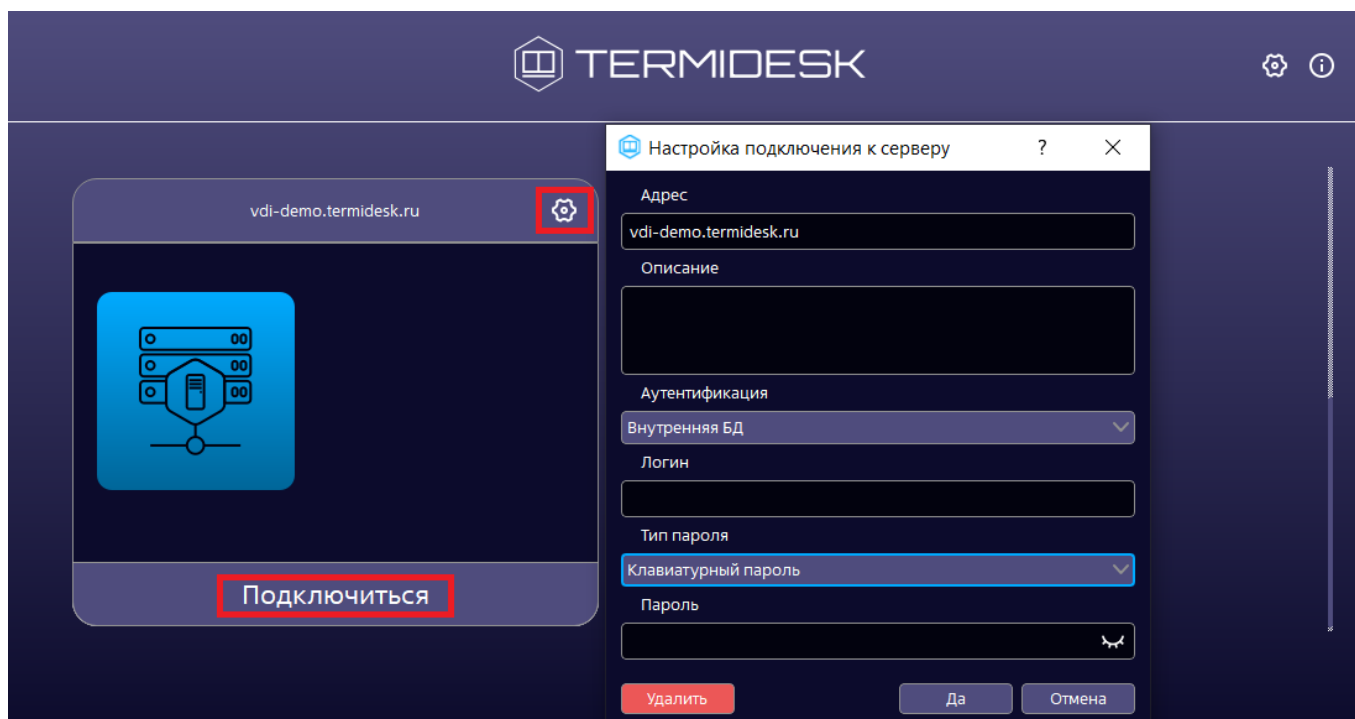 TERMIDESK
vdi-demo.termidesk.ru
Подключиться
Настройка подключения к серверу
Адрес
vdi-demo.termidesk.ru
Описание
Аутентификация
Внутренняя БД
Логин
Тип пароля
Клавиатурный пароль
Пароль
Удалить
Да
Отмена